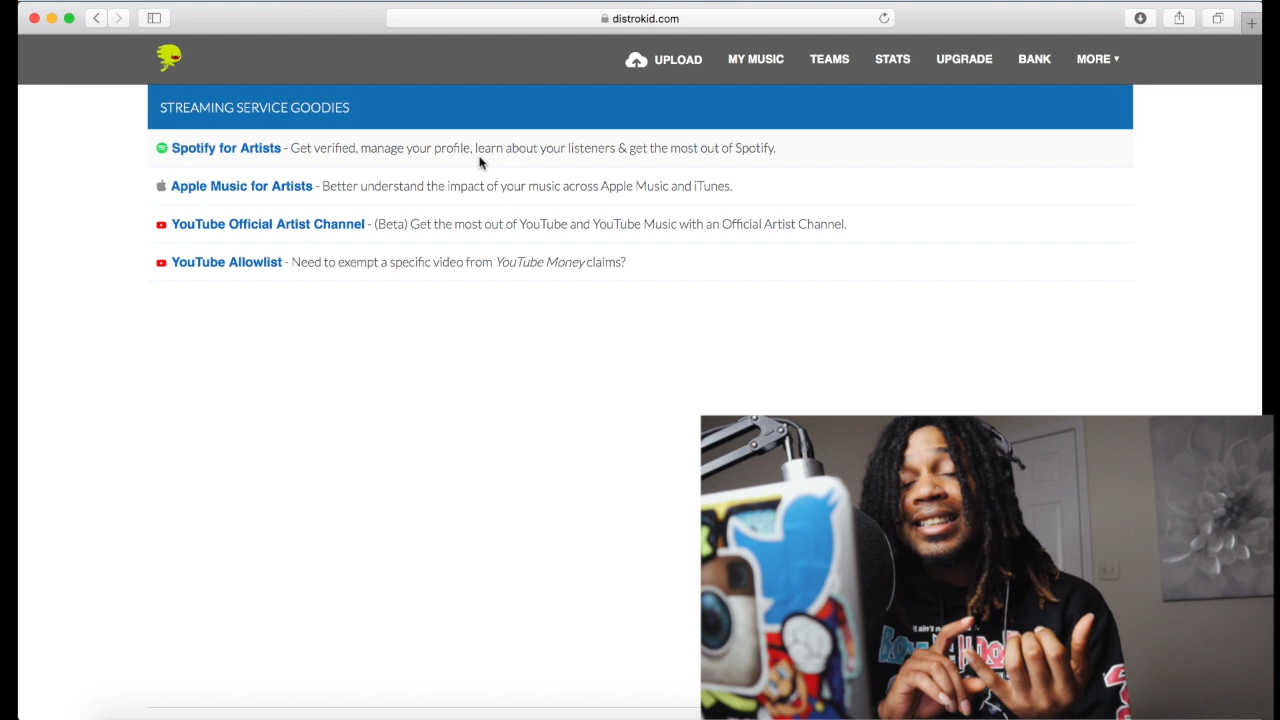 distrokid.com
UPLOAD MY MUSIC TEAMS STATS UPGRADE BANK MORE
STREAMING SERVICE GOODIES
Spotify for Artists - Get verified, manage your profile, learn about your listeners & get the most out of Spotify.
Apple Music for Artists - Better understand the impact of your music across Apple Music and iTunes.
YouTube Official Artist Channel - (Beta) Get the most out of YouTube and YouTube Music with an Official Artist Channel.
YouTube Allowlist - Need to exempt a specific video from YouTube Money claims?